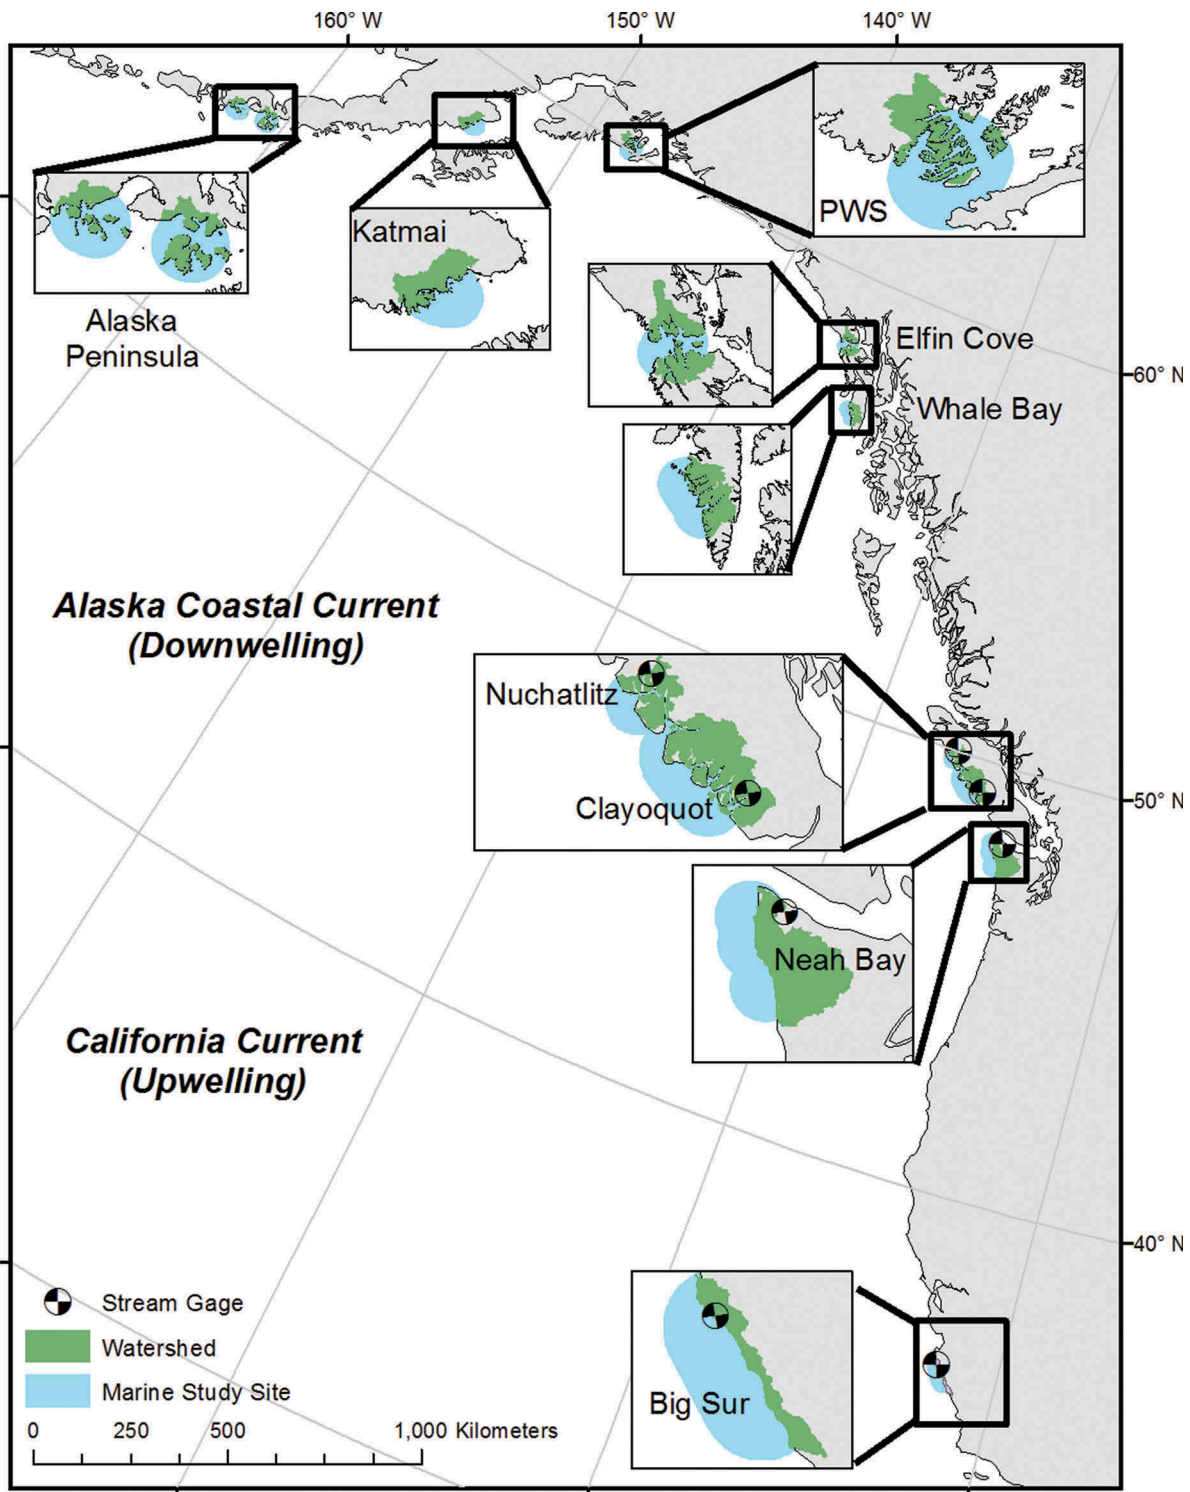 160° W
150° W
140° W
PWS
Katmai
Alaska
Peninsula
Elfin Cove
60° N
Whale Bay
Alaska Coastal Current
(Downwelling)
Nuchatlitz
Clayoquot
50° N
Neah Bay
California Current
(Upwelling)
40° N
Stream Gage
Watershed
Marine Study Site
Big Sur
0 250 500 1,000 Kilometers